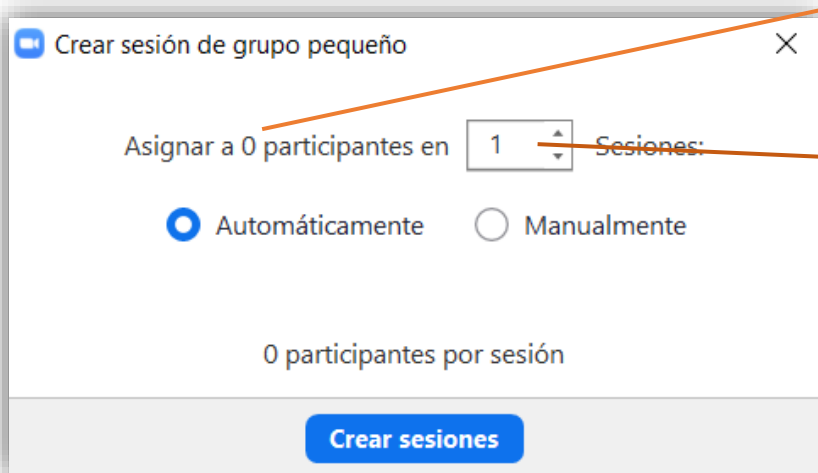 Crear sesión de grupo pequeño
Asignar a 0 participantes en 1 Sesiones:
Automáticamente Manualmente
0 participantes por sesión
Crear sesiones